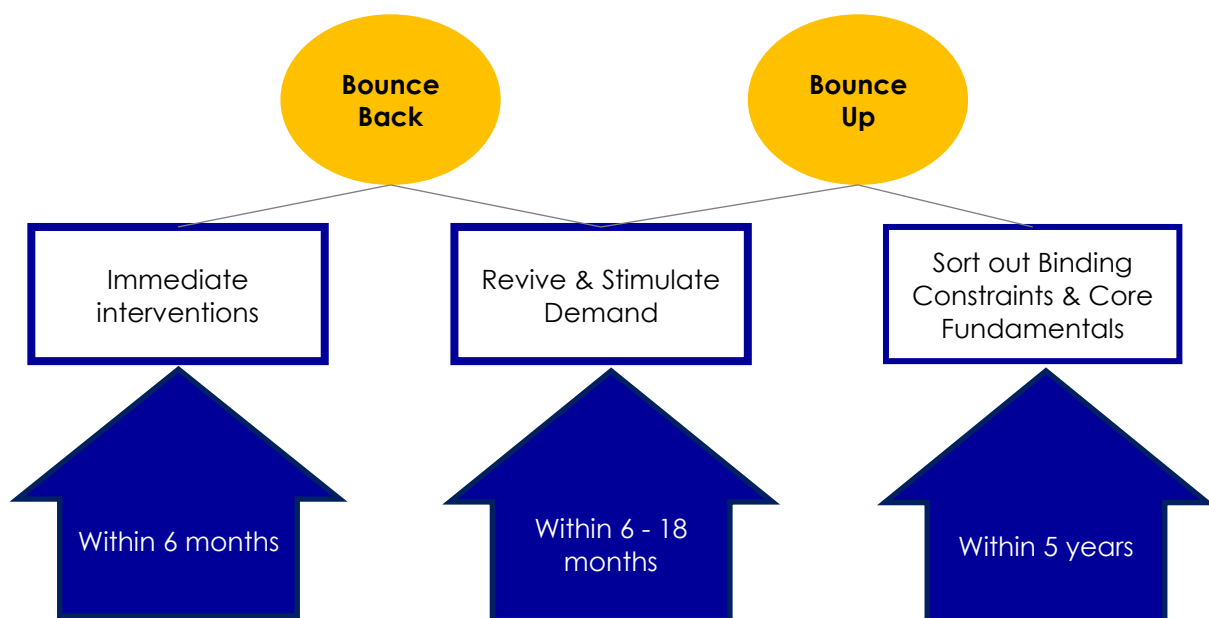 Bounce
Back
Bounce
Up
Immediate
interventions
Revive & Stimulate
Demand
Sort out Binding
Constraints & Core
Fundamentals
Within 6 months
Within 6 - 18
months
Within 5 years